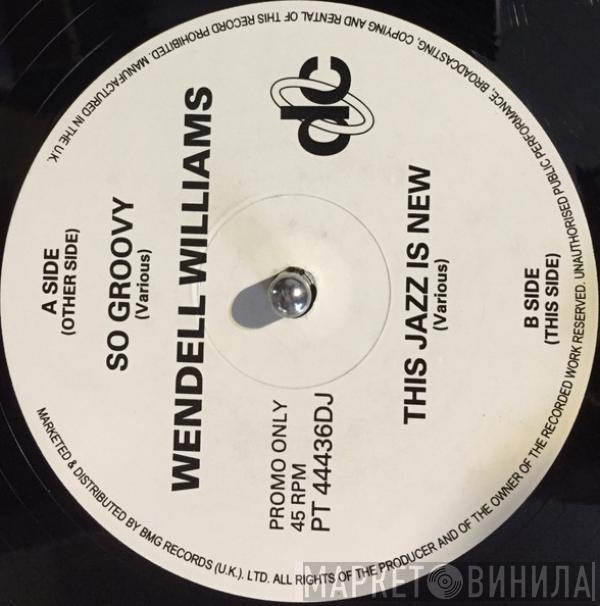 A SIDE
(OTHER SIDE)
SO GROOVY
(Various)
WENDELL WILLIAMS
dc
PROMO ONLY
45 RPM
PT 44436DJ
THIS JAZZ IS NEW
(Various)
B SIDE
(THIS SIDE)
MARKETED & DISTRIBUTED BY BMG RECORDS (U.K.). LTD. ALL RIGHTS OF THE PRODUCER AND OF THE OWNER OF THE RECORDED WORK RESERVED. UNAUTHORISED PUBLIC PERFORMANCE, BROADCASTING, COPYING AND RENTAL OF THIS RECORD PROHIBITED. MANUFACTURED IN THE U.K.
МАРКЕТ ВИНИЛА